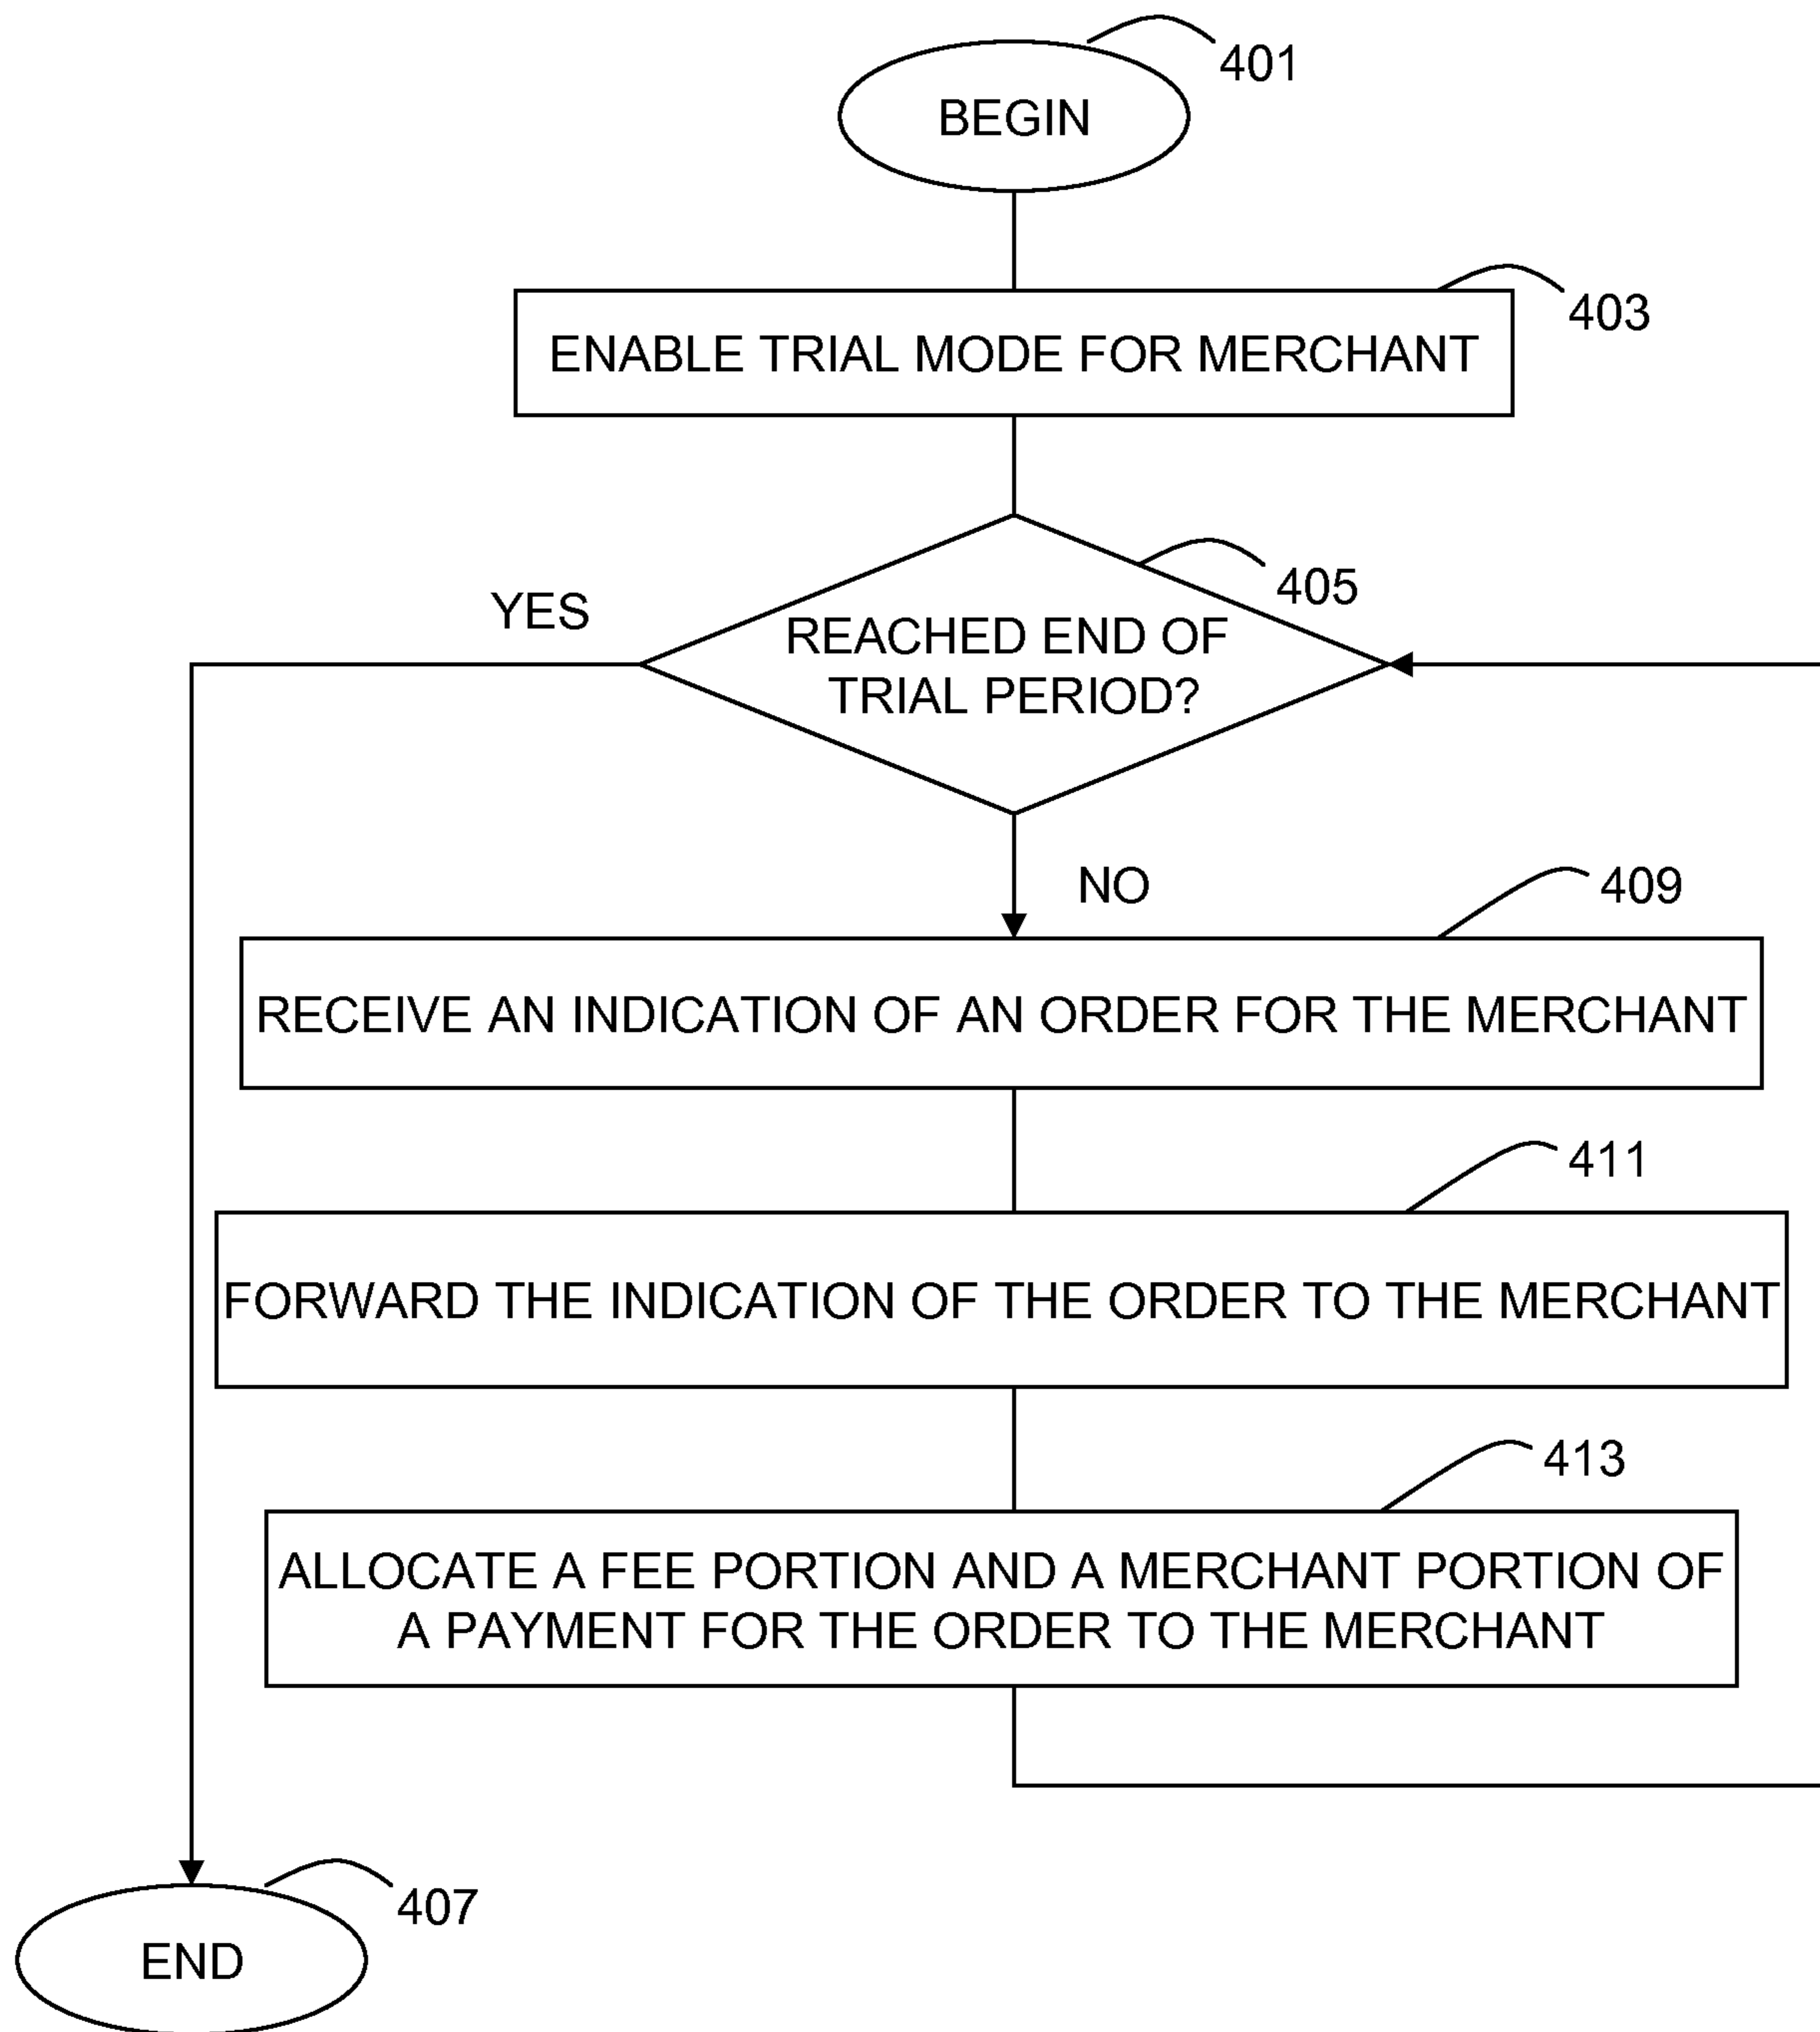 401
BEGIN
403
ENABLE TRIAL MODE FOR MERCHANT
405
YES
REACHED END OF
TRIAL PERIOD?
NO
409
RECEIVE AN INDICATION OF AN ORDER FOR THE MERCHANT
411
FORWARD THE INDICATION OF THE ORDER TO THE MERCHANT
413
ALLOCATE A FEE PORTION AND A MERCHANT PORTION OF
A PAYMENT FOR THE ORDER TO THE MERCHANT
407
END